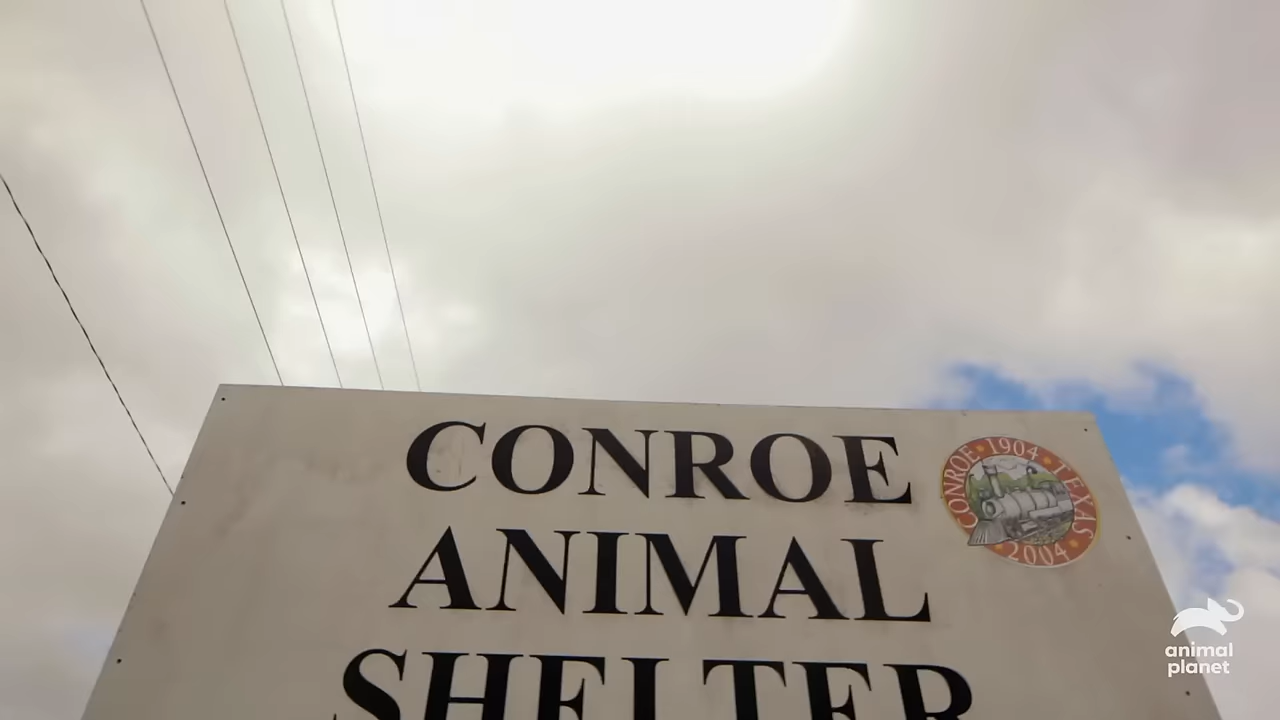 CONROE
CONROE 1904 TEXAS
2004
ANIMAL
SHELTER
animal
planet